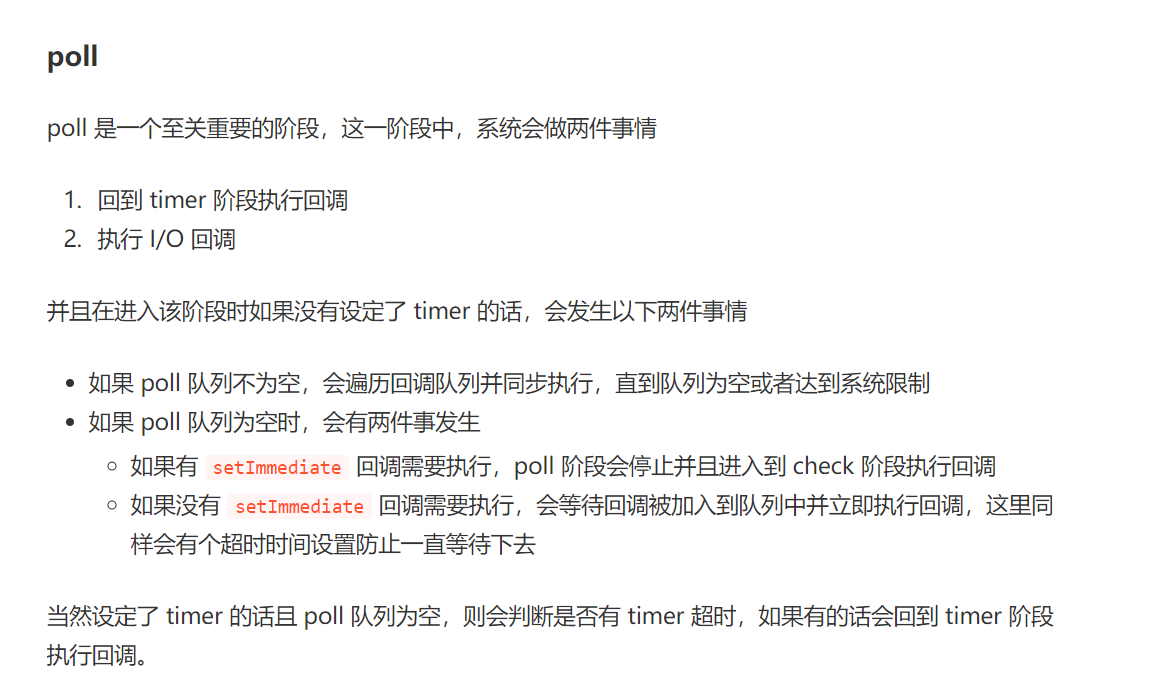 poll
poll 是一个至关重要的阶段，这一阶段中，系统会做两件事情
1. 回到 timer 阶段执行回调
2. 执行 I/O 回调
并且在进入该阶段时如果没有设定了 timer 的话，会发生以下两件事情
• 如果 poll 队列不为空，会遍历回调队列并同步执行，直到队列为空或者达到系统限制
• 如果 poll 队列为空时，会有两件事发生
○ 如果有 setImmediate 回调需要执行，poll 阶段会停止并且进入到 check 阶段执行回调
○ 如果没有 setImmediate 回调需要执行，会等待回调被加入到队列中并立即执行回调，这里同
样会有个超时时间设置防止一直等待下去
当然设定了 timer 的话且 poll 队列为空，则会判断是否有 timer 超时，如果有的话会回到 timer 阶段
执行回调。